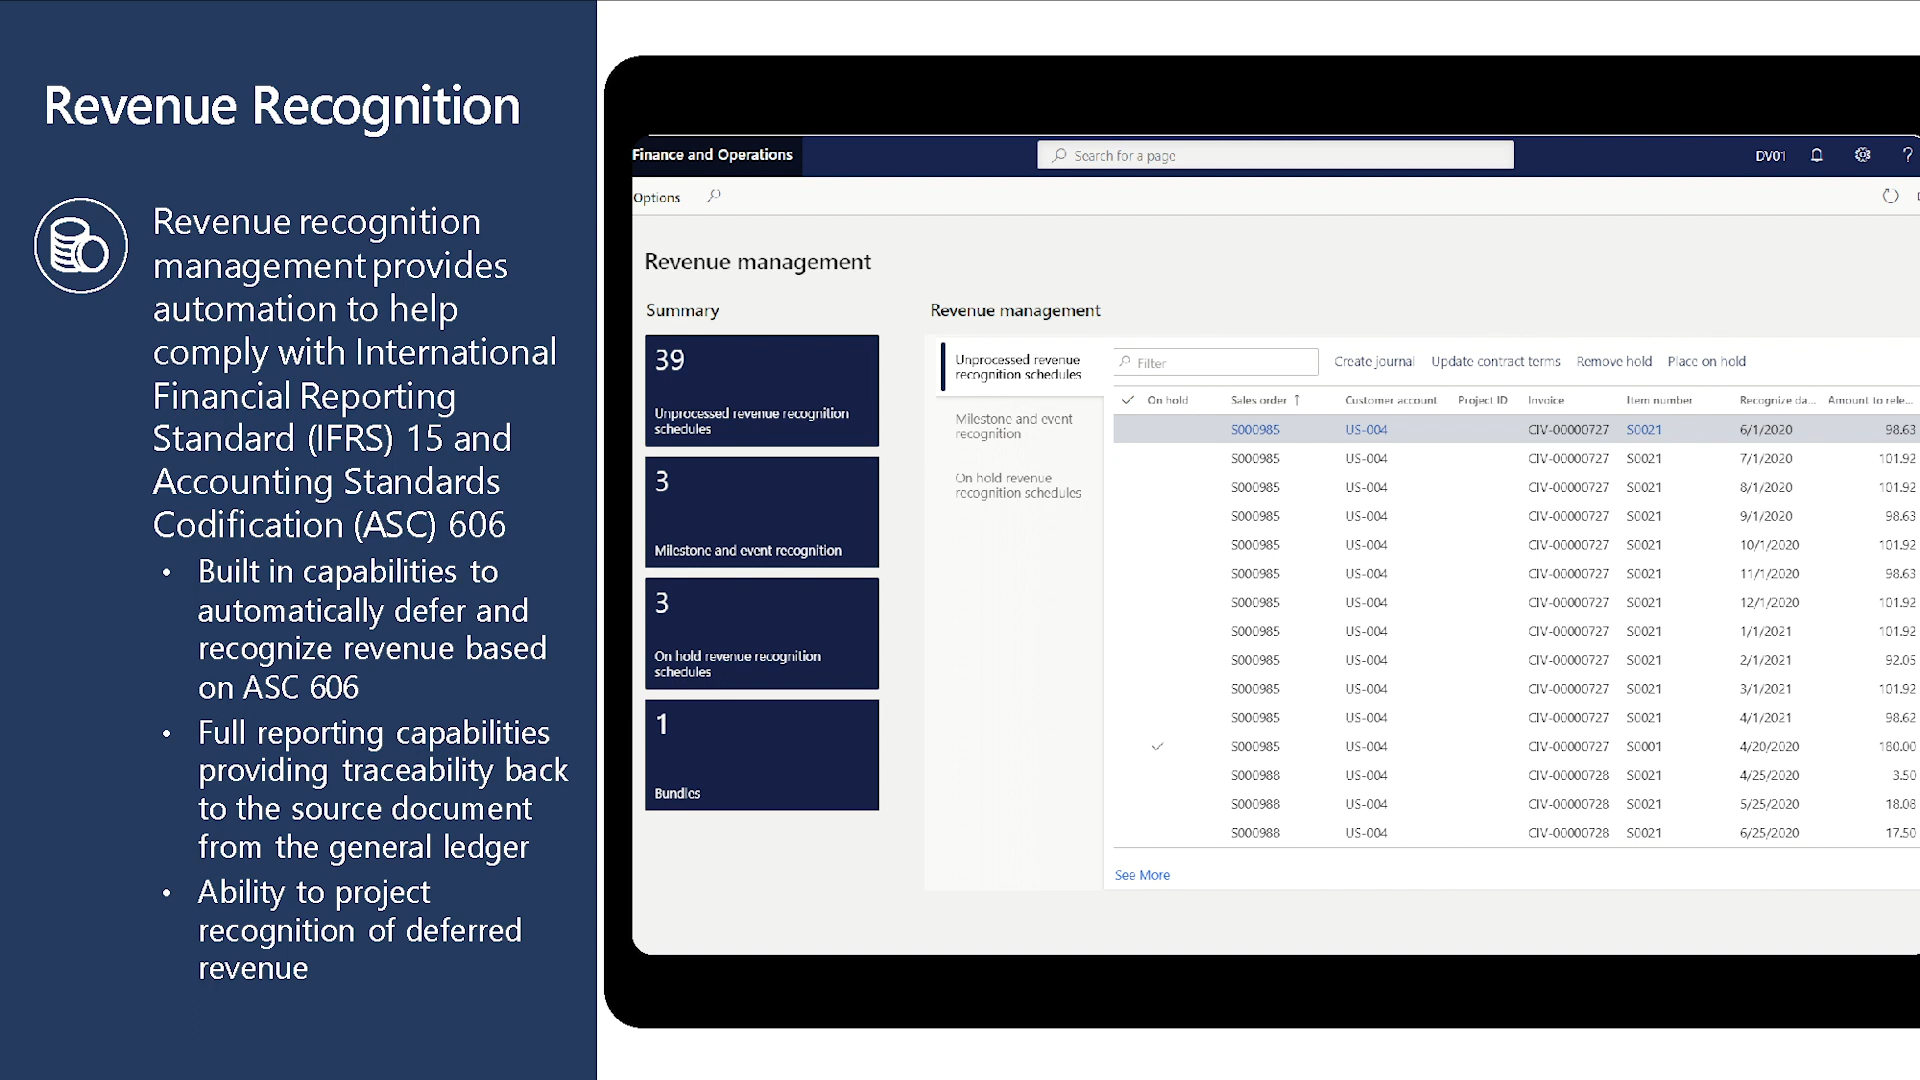 Revenue Recognition
Revenue recognition
management provides
automation to help
comply with International
Financial Reporting
Standard (IFRS) 15 and
Accounting Standards
Codification (ASC) 606
• Built in capabilities to
automatically defer and
recognize revenue based
on ASC 606
• Full reporting capabilities
providing traceability back
to the source document
from the general ledger
• Ability to project
recognition of deferred
revenue
Finance and Operations
Search for a page
DV01
?
Options
Revenue management
Summary
39
Unprocessed revenue recognition
schedules
3
Milestone and event recognition
3
On hold revenue recognition
schedules
1
Bundles
Revenue management
Unprocessed revenue
recognition schedules
Milestone and event
recognition
On hold revenue
recognition schedules
Filter Create journal Update contract terms Remove hold Place on hold
On hold Sales order ↑ Customer account Project ID Invoice Item number Recognize da... Amount to rele...
S000985 US-004 CIV-00000727 S0021 6/1/2020 98.63
S000985 US-004 CIV-00000727 S0021 7/1/2020 101.92
S000985 US-004 CIV-00000727 S0021 8/1/2020 101.92
S000985 US-004 CIV-00000727 S0021 9/1/2020 98.63
S000985 US-004 CIV-00000727 S0021 10/1/2020 101.92
S000985 US-004 CIV-00000727 S0021 11/1/2020 98.63
S000985 US-004 CIV-00000727 S0021 12/1/2020 101.92
S000985 US-004 CIV-00000727 S0021 1/1/2021 101.92
S000985 US-004 CIV-00000727 S0021 2/1/2021 92.05
S000985 US-004 CIV-00000727 S0021 3/1/2021 101.92
S000985 US-004 CIV-00000727 S0021 4/1/2021 98.62
S000985 US-004 CIV-00000727 S0001 4/20/2020 180.00
S000988 US-004 CIV-00000728 S0021 4/25/2020 3.50
S000988 US-004 CIV-00000728 S0021 5/25/2020 18.08
S000988 US-004 CIV-00000728 S0021 6/25/2020 17.50
See More